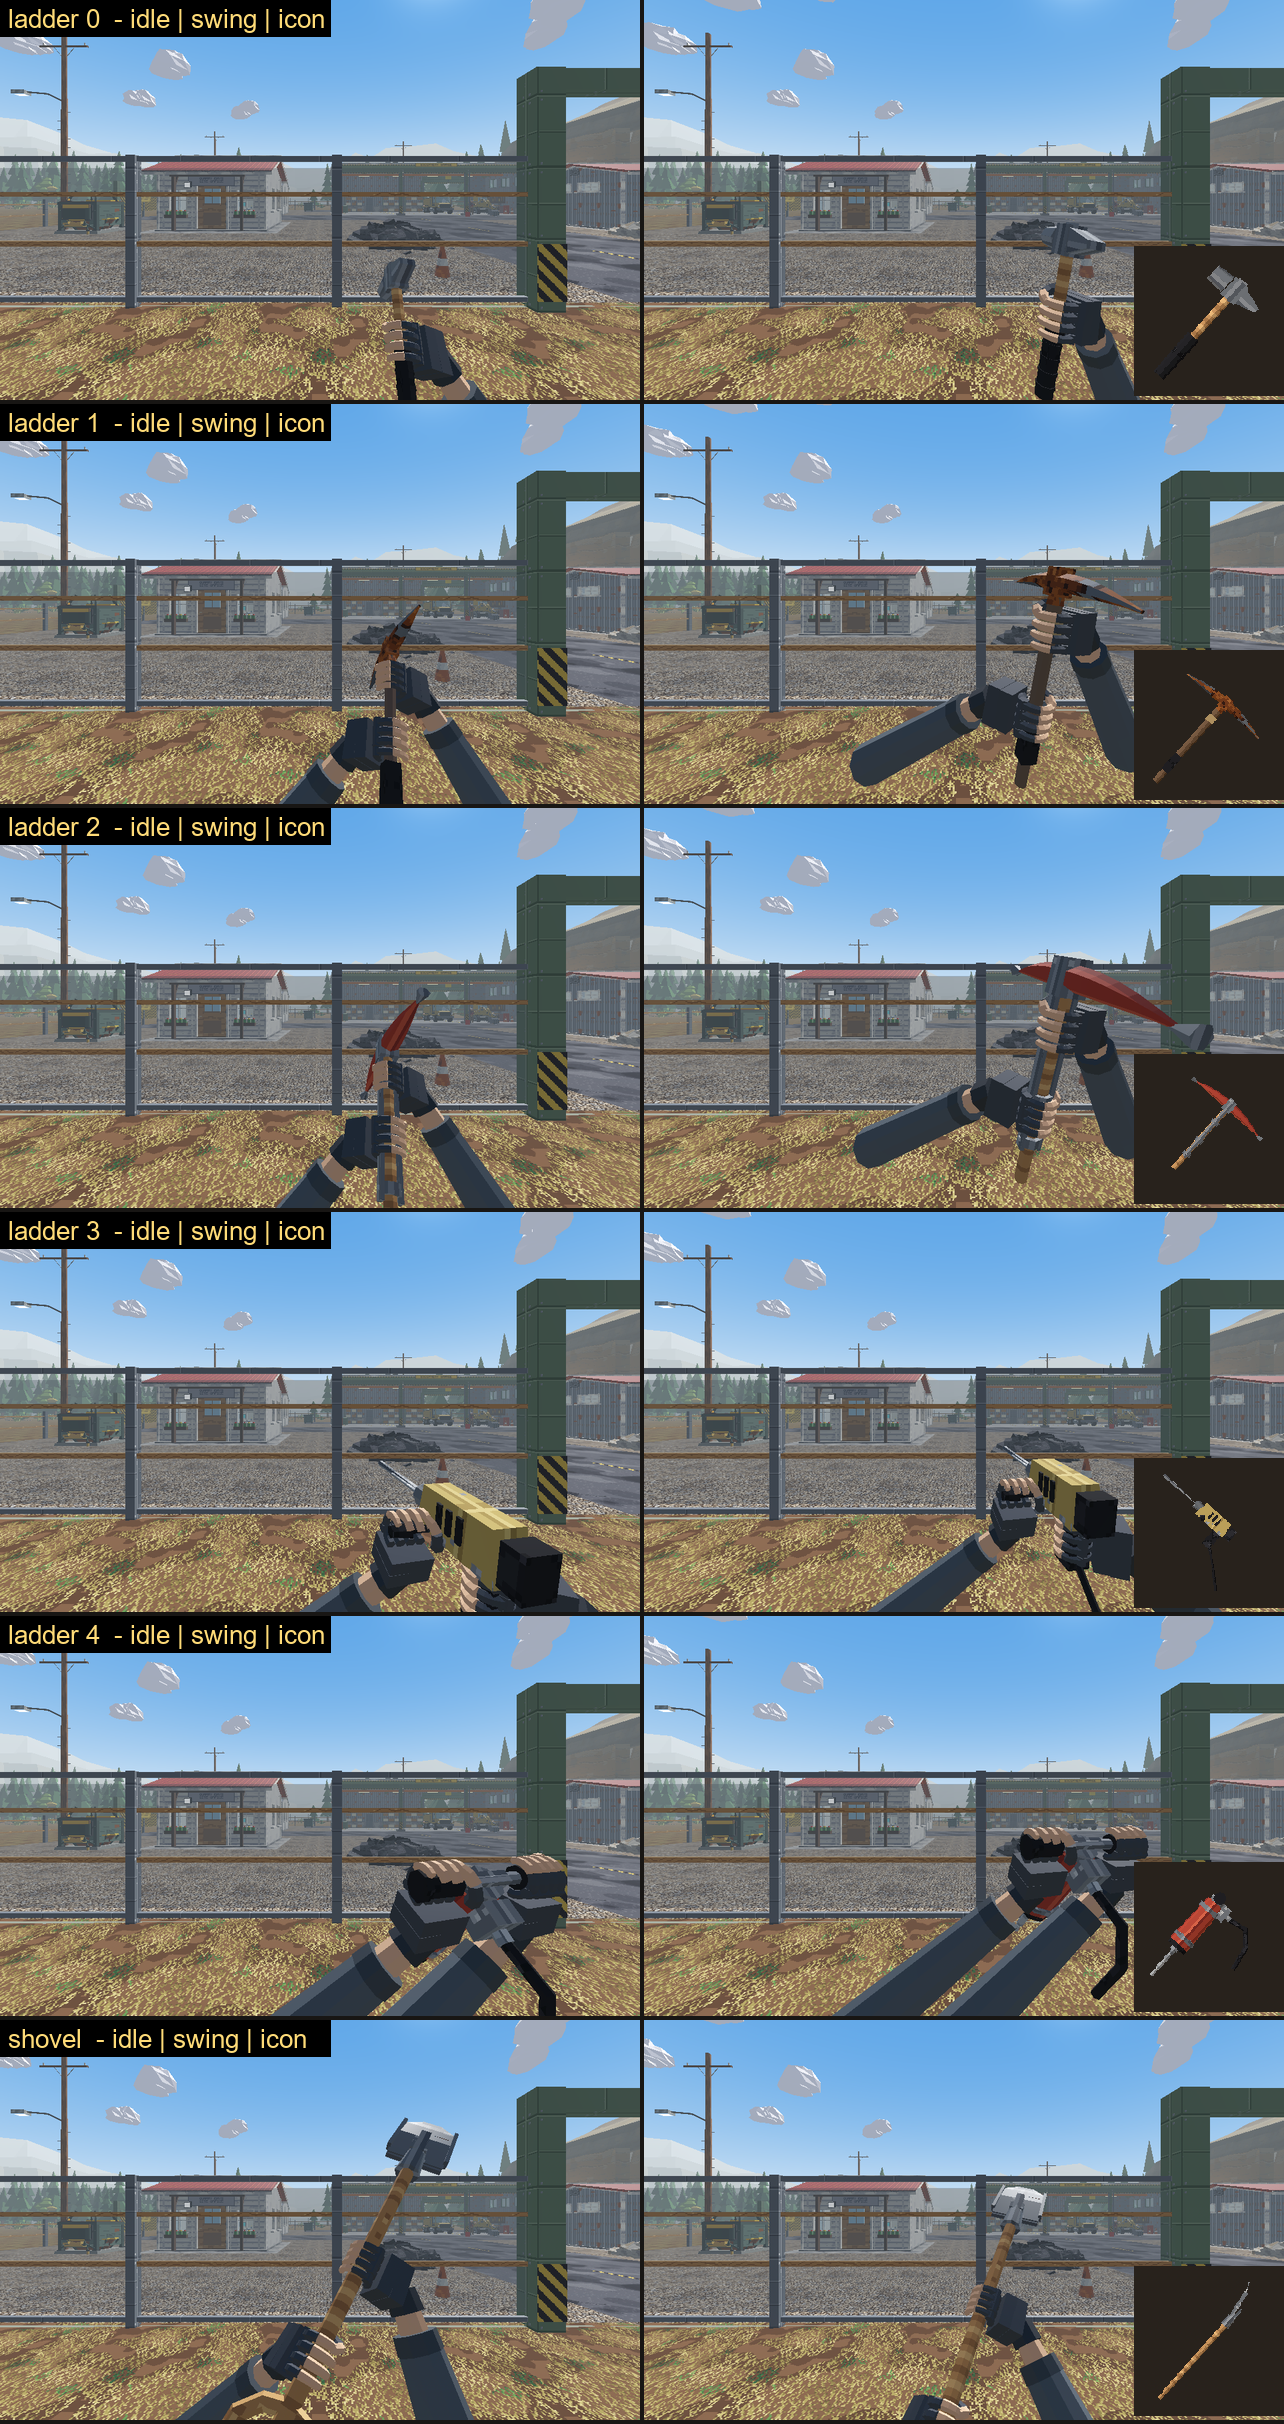 ladder 0 - idle | swing | icon
ladder 1 - idle | swing | icon
ladder 2 - idle | swing | icon
ladder 3 - idle | swing | icon
ladder 4 - idle | swing | icon
shovel - idle | swing | icon